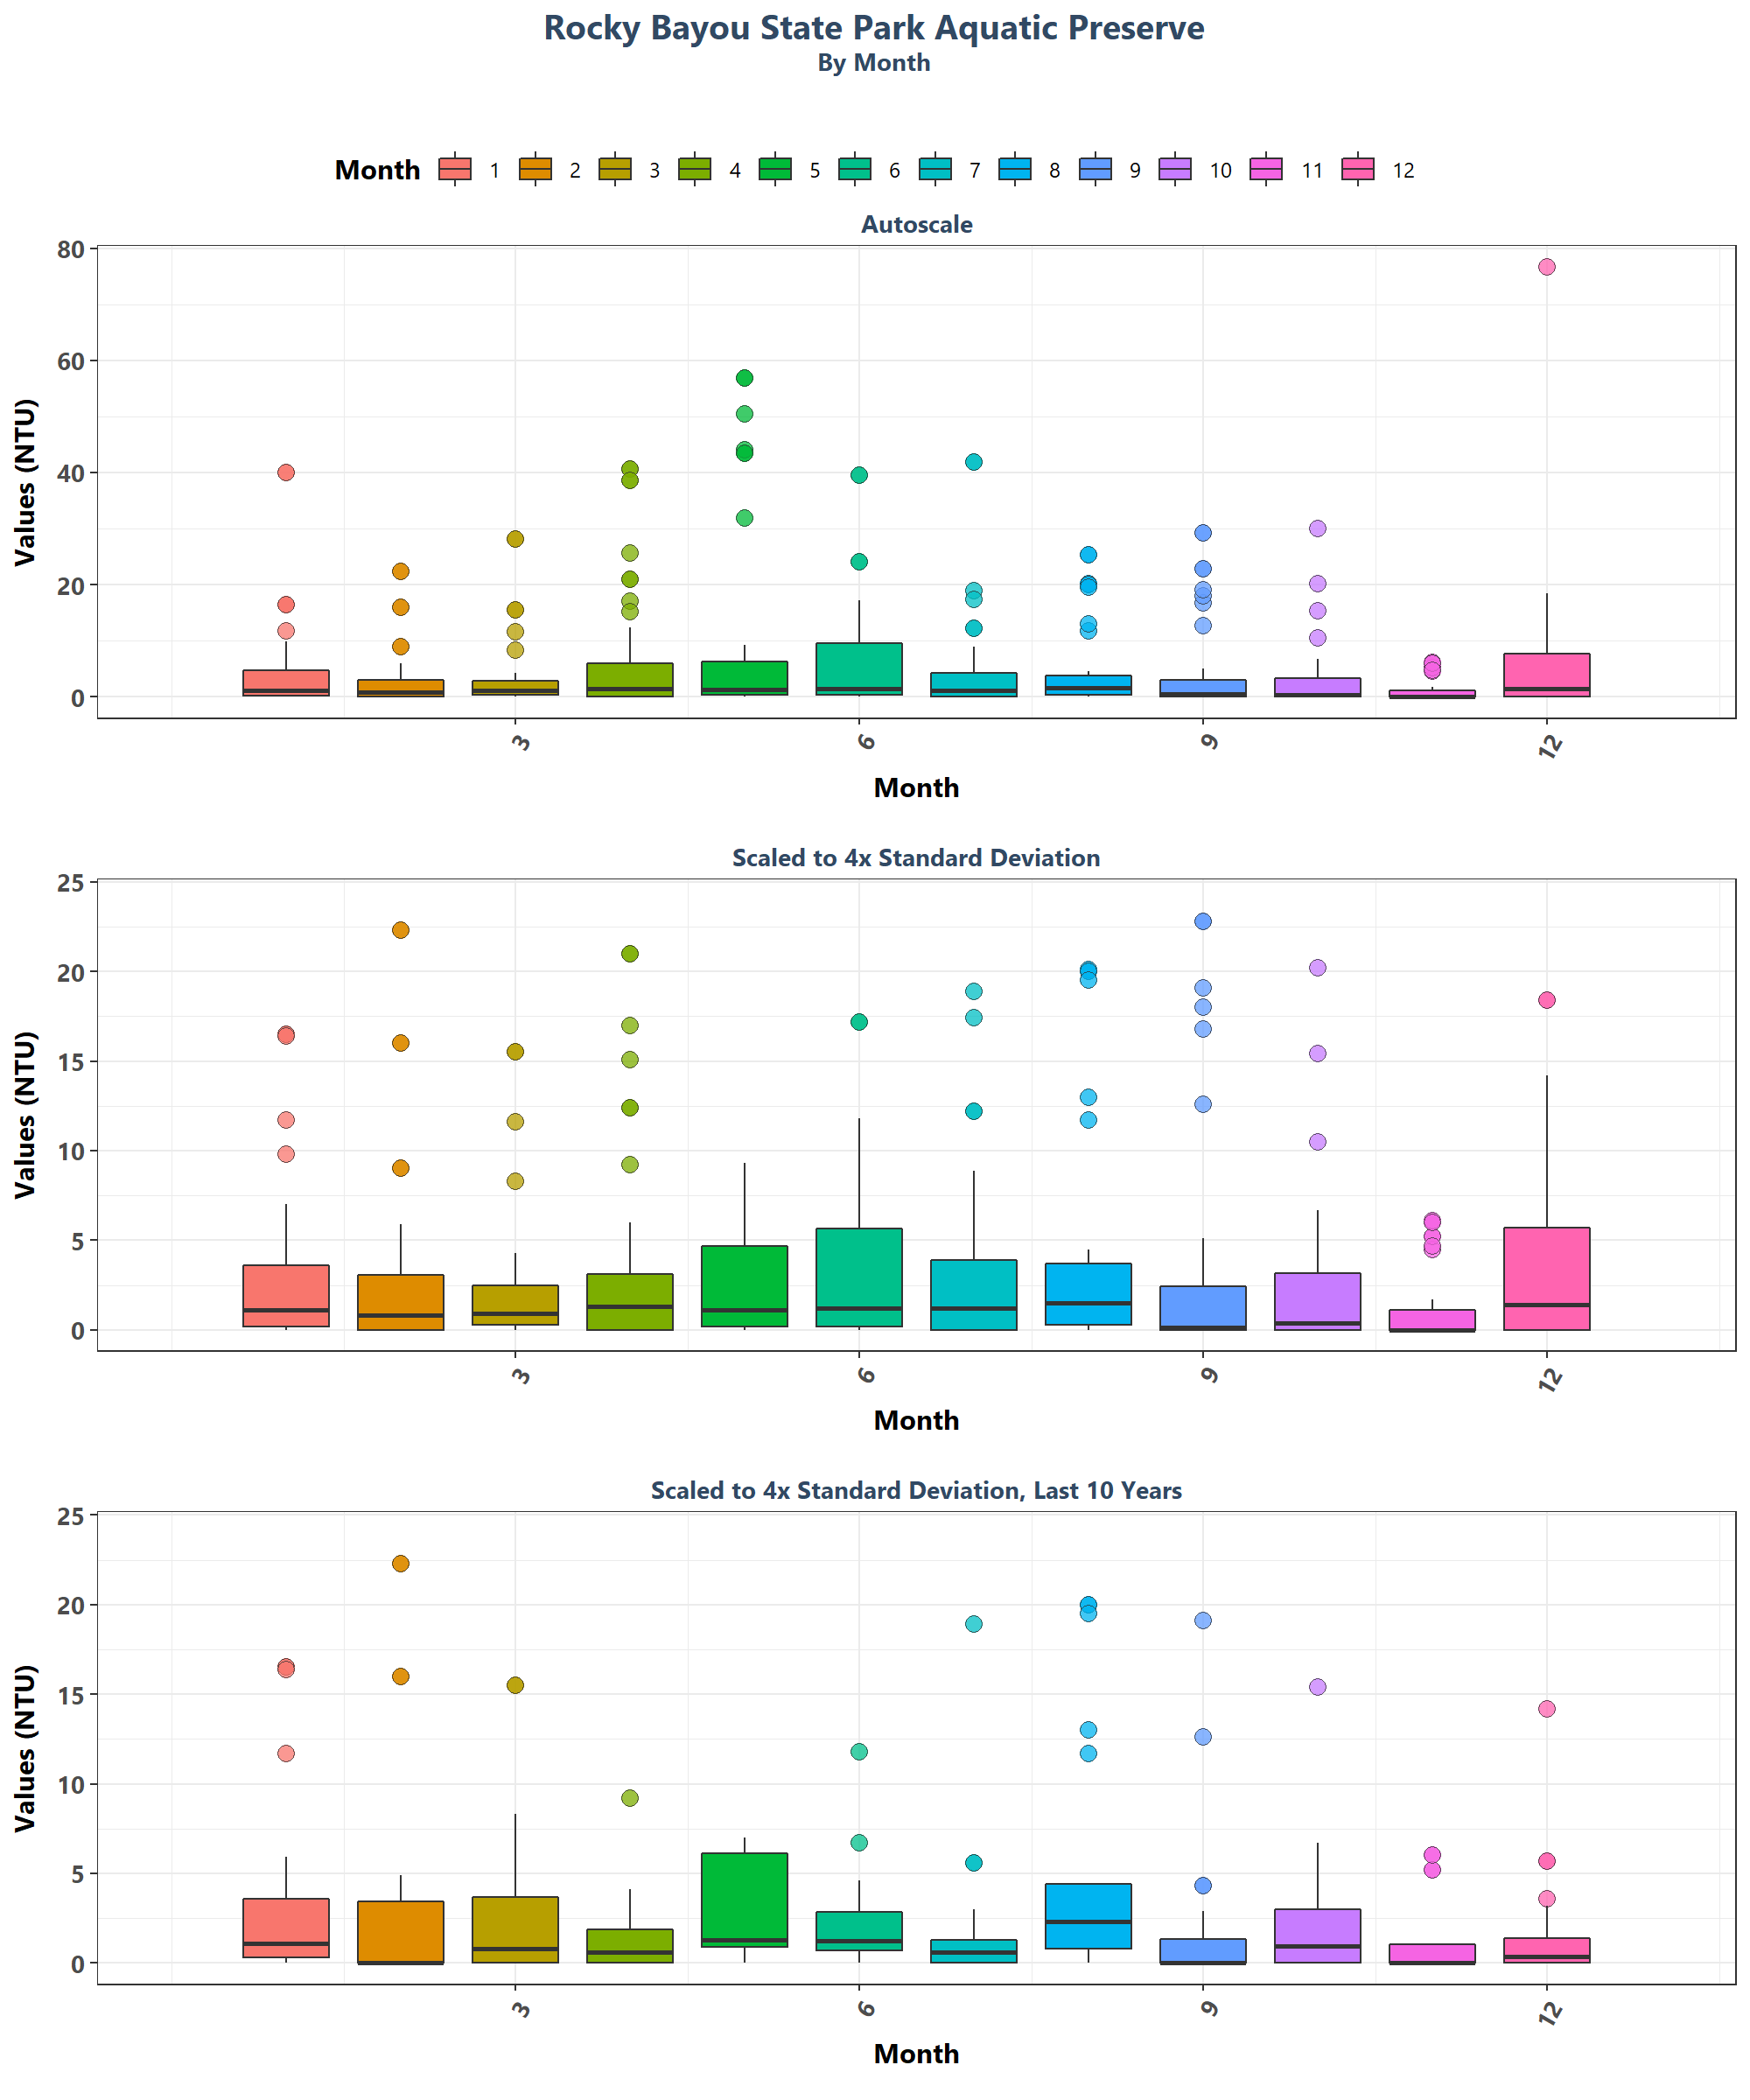 Rocky Bayou State Park Aquatic Preserve
By Month
Month 1 2 3 4 5 6 7 8 9 10 11 12
Autoscale
80
60
40
20
0
Values (NTU)
3 6 9 12
Month
Scaled to 4x Standard Deviation
25
20
15
10
5
0
Values (NTU)
3 6 9 12
Month
Scaled to 4x Standard Deviation, Last 10 Years
25
20
15
10
5
0
Values (NTU)
3 6 9 12
Month